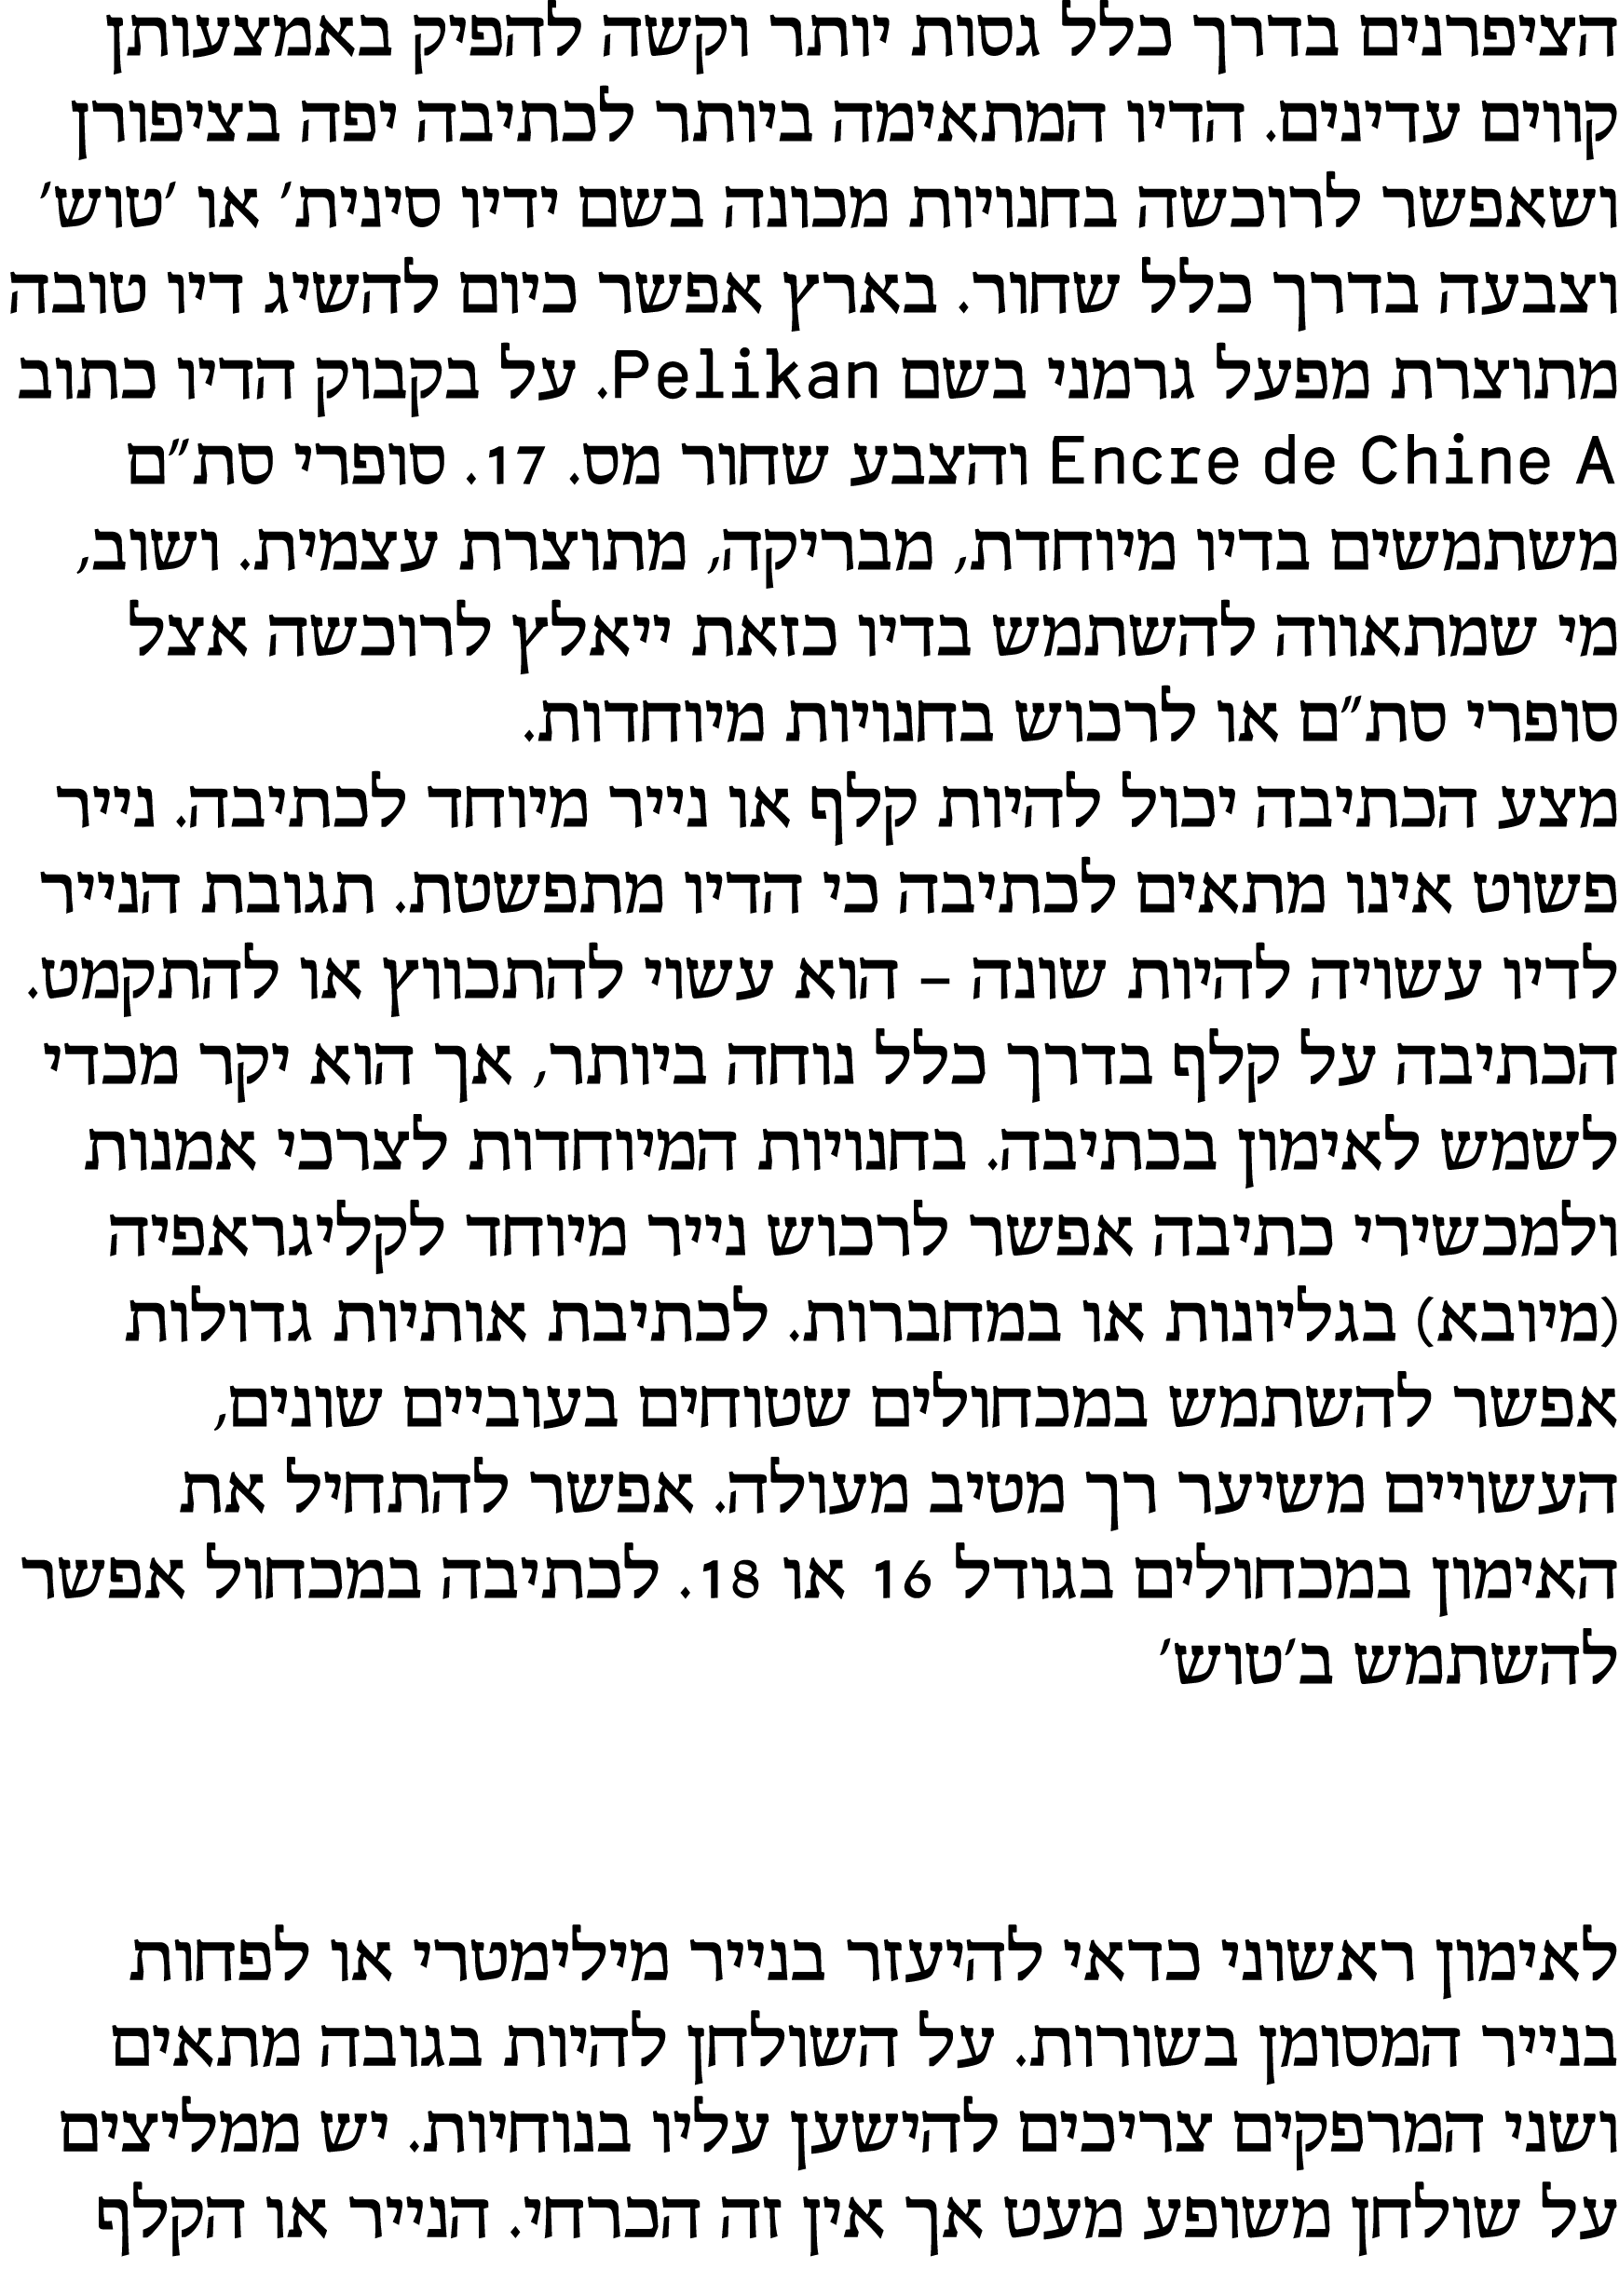 הציפרנים בדרך כלל גסות יותר וקשה להפיק באמצעותן
קווים עדינים. הדיו המתאימה ביותר לכתיבה יפה בציפורן
ושאפשר לרוכשה בחנויות מכונה בשם ידיו סינית׳ או ׳טוש׳
וצבעה בדרך כלל שחור. בארץ אפשר כיום להשיג דיו טובה
מתוצרת מפעל גרמני בשם Pelikan. על בקבוק הדיו כתוב
Encre de Chine A והצבע שחור מס. 17. סופרי סת״ם
משתמשים בדיו מיוחדת, מבריקה, מתוצרת עצמית. ושוב,
מי שמתאווה להשתמש בדיו כזאת ייאלץ לרוכשה אצל
סופרי סת״ם או לרכוש בחנויות מיוחדות.
מצע הכתיבה יכול להיות קלף או נייר מיוחד לכתיבה. נייר
פשוט אינו מתאים לכתיבה כי הדיו מתפשטת. תגובת הנייר
לדיו עשויה להיות שונה – הוא עשוי להתכווץ או להתקמט.
הכתיבה על קלף בדרך כלל נוחה ביותר, אך הוא יקר מכדי
לשמש לאימון בכתיבה. בחנויות המיוחדות לצרכי אמנות
ולמכשירי כתיבה אפשר לרכוש נייר מיוחד לקליגראפיה
(מיובא) בגליונות או במחברות. לכתיבת אותיות גדולות
אפשר להשתמש במכחולים שטוחים בעוביים שונים,
העשויים משיער רך מטיב מעולה. אפשר להתחיל את
האימון במכחולים בגודל 16 או 18. לכתיבה במכחול אפשר
להשתמש ב׳טוש׳
לאימון ראשוני כדאי להיעזר בנייר מילימטרי או לפחות
בנייר המסומן בשורות. על השולחן להיות בגובה מתאים
ושני המרפקים צריכים להישען עליו בנוחיות. יש ממליצים
על שולחן משופע מעט אך אין זה הכרחי. הנייר או הקלף